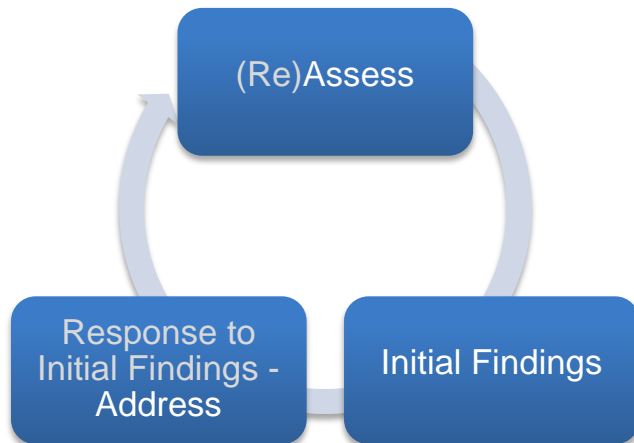 (Re)Assess
Response to
Initial Findings -
Address
Initial Findings